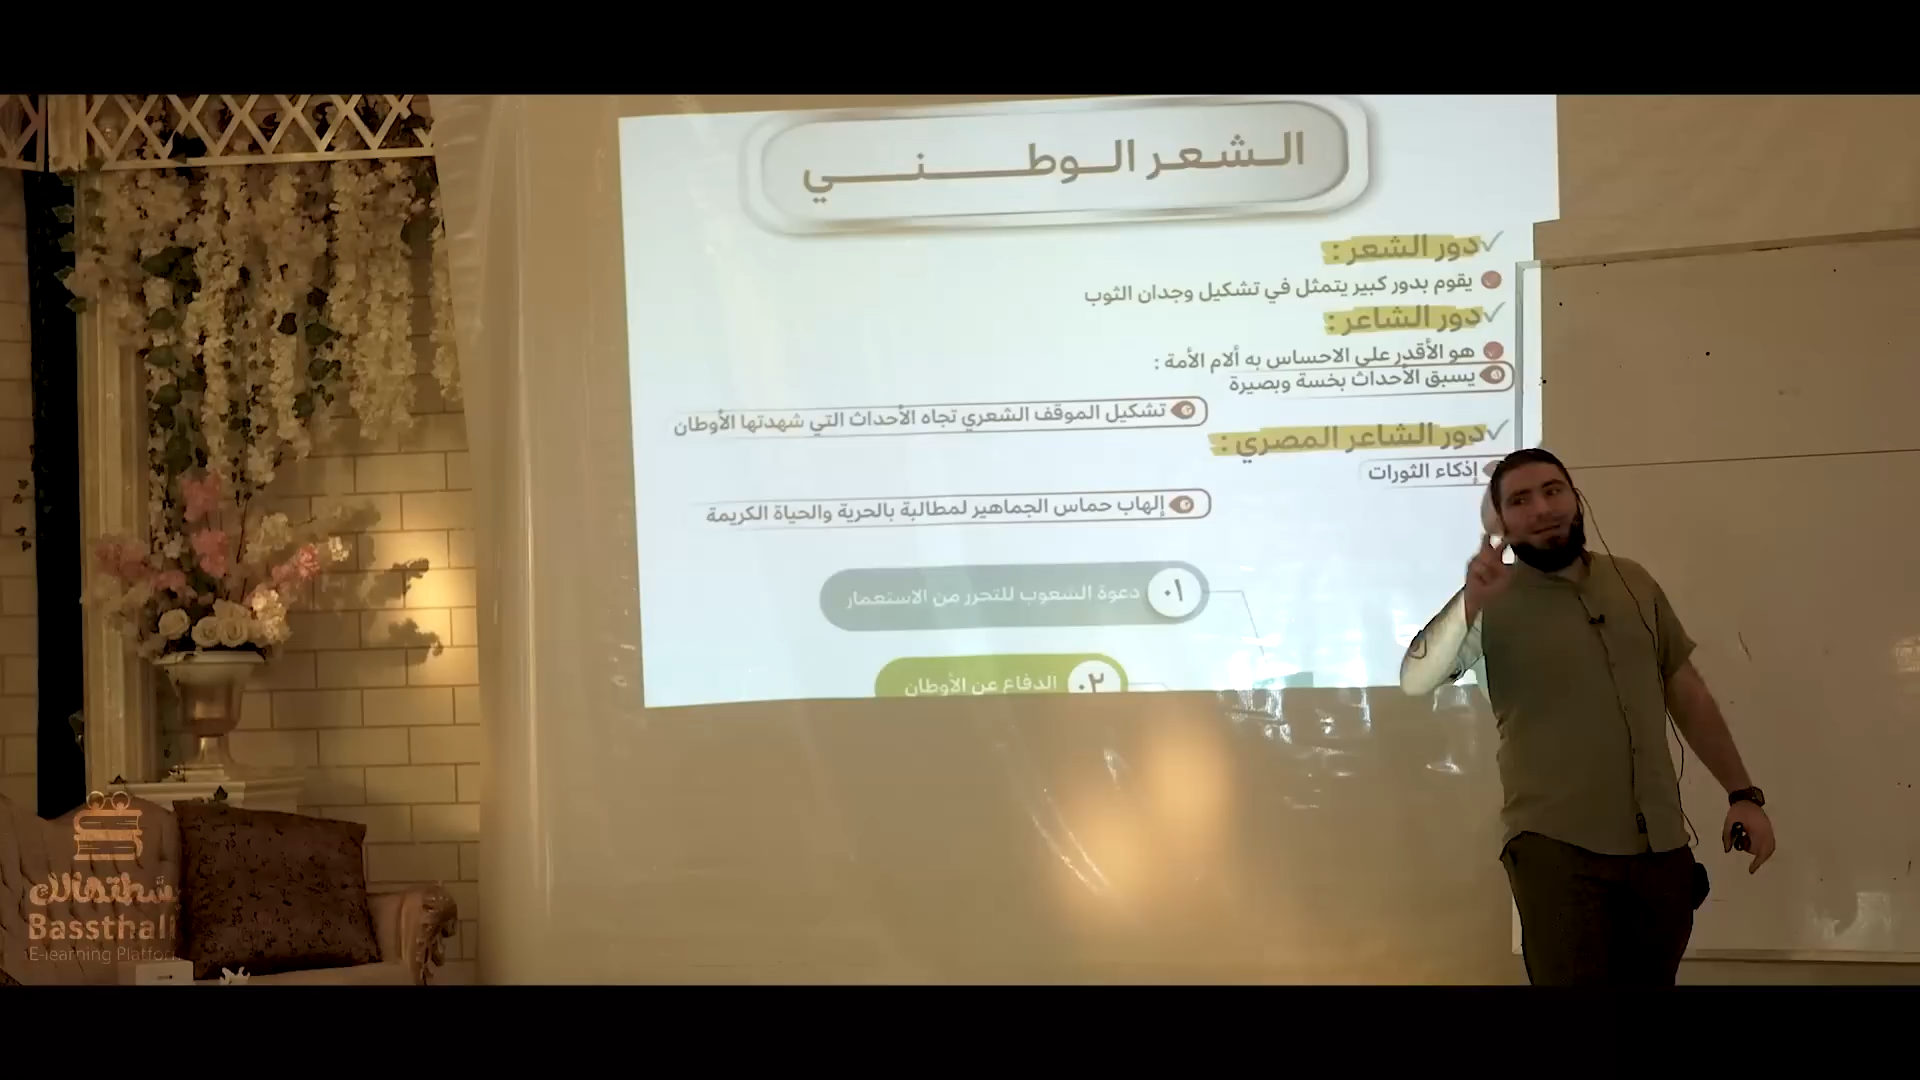 الشعر الوطني
دور الشعر :
يقوم بدور كبير يتمثل في تشكيل وجدان الثوب
دور الشاعر :
هو الأقدر على الاحساس به ألام الأمة :
يسبق الأحداث بخسة وبصيرة
تشكيل الموقف الشعري تجاه الأحداث التي شهدتها الأوطان
دور الشاعر المصري :
إذكاء الثورات
إلهاب حماس الجماهير لمطالبة بالحرية والحياة الكريمة
٠١ دعوة الشعوب للتحرر من الاستعمار
٠٢ الدفاع عن الأوطان
بسطتهالك
Bassthalk
E-learning Platform